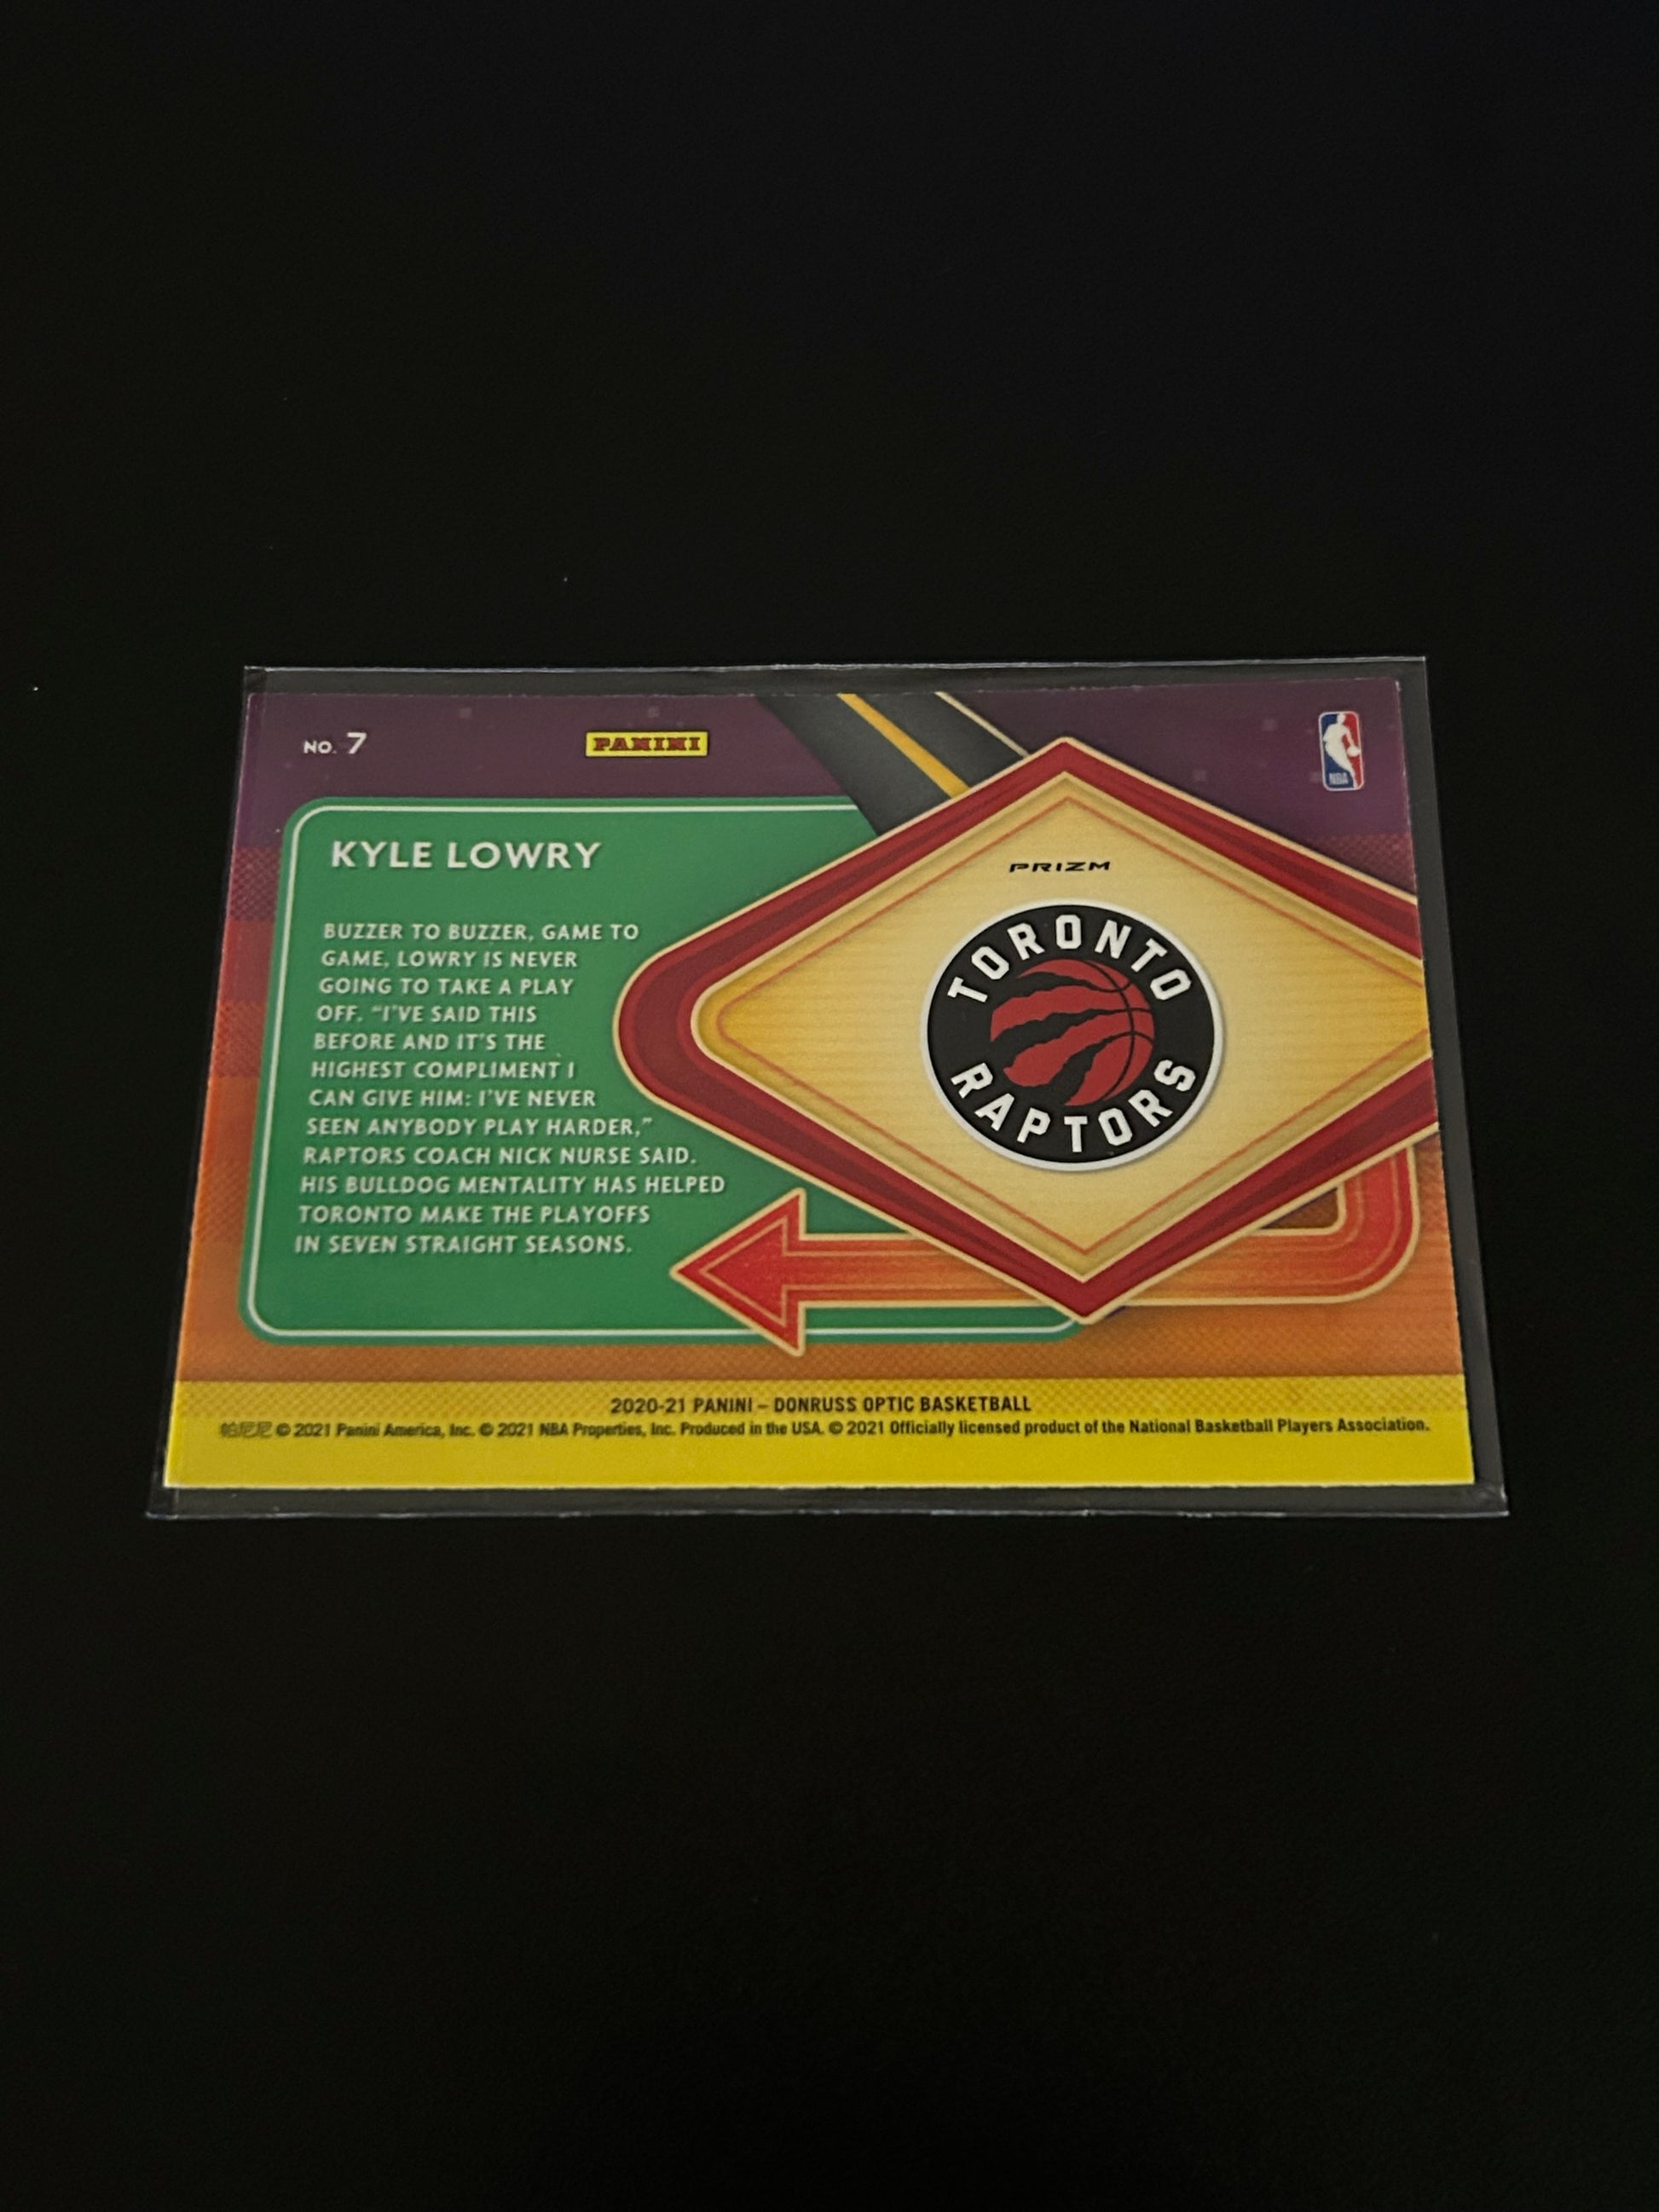 NO. 7
PANINI
NBA
KYLE LOWRY
PRIZM
BUZZER TO BUZZER, GAME TO
GAME, LOWRY IS NEVER
GOING TO TAKE A PLAY
OFF. “I’VE SAID THIS
BEFORE AND IT’S THE
HIGHEST COMPLIMENT I
CAN GIVE HIM: I’VE NEVER
SEEN ANYBODY PLAY HARDER,”
RAPTORS COACH NICK NURSE SAID.
HIS BULLDOG MENTALITY HAS HELPED
TORONTO MAKE THE PLAYOFFS
IN SEVEN STRAIGHT SEASONS.
TORONTO
RAPTORS
2020-21 PANINI – DONRUSS OPTIC BASKETBALL
帕尼尼 © 2021 Panini America, Inc. © 2021 NBA Properties, Inc. Produced in the USA. © 2021 Officially licensed product of the National Basketball Players Association.